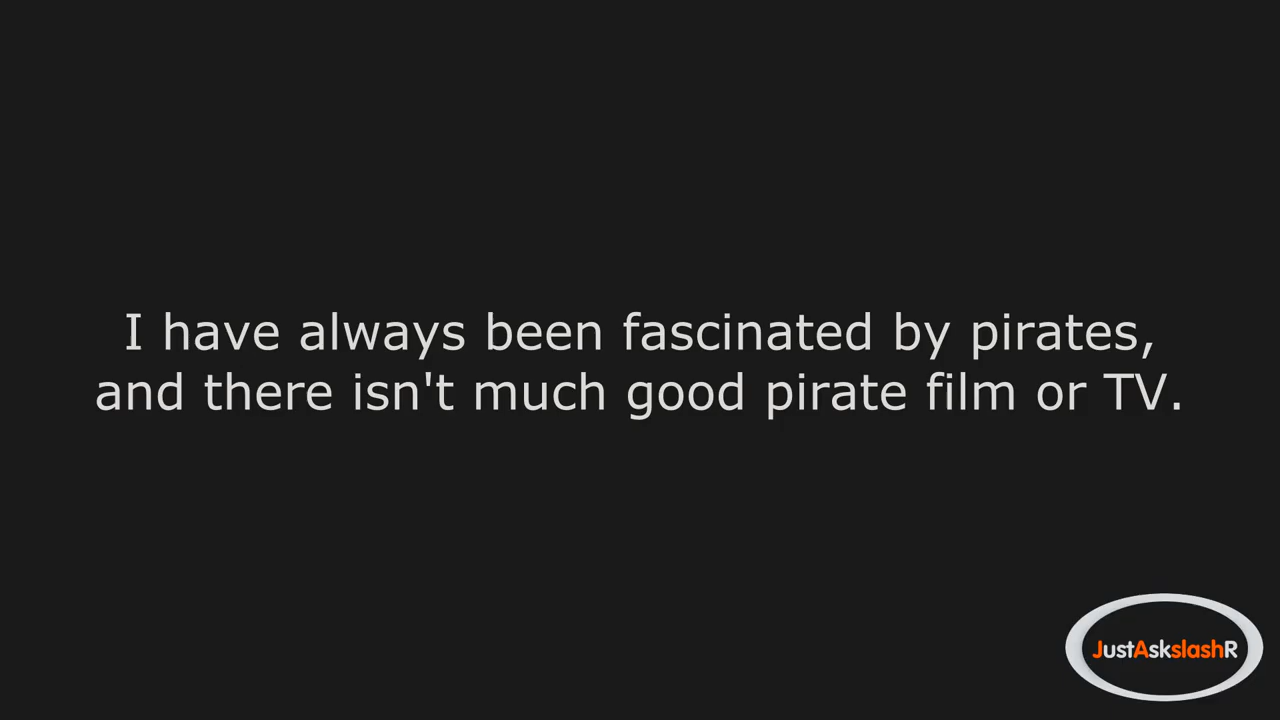 I have always been fascinated by pirates,
and there isn't much good pirate film or TV.
JustAskslashR